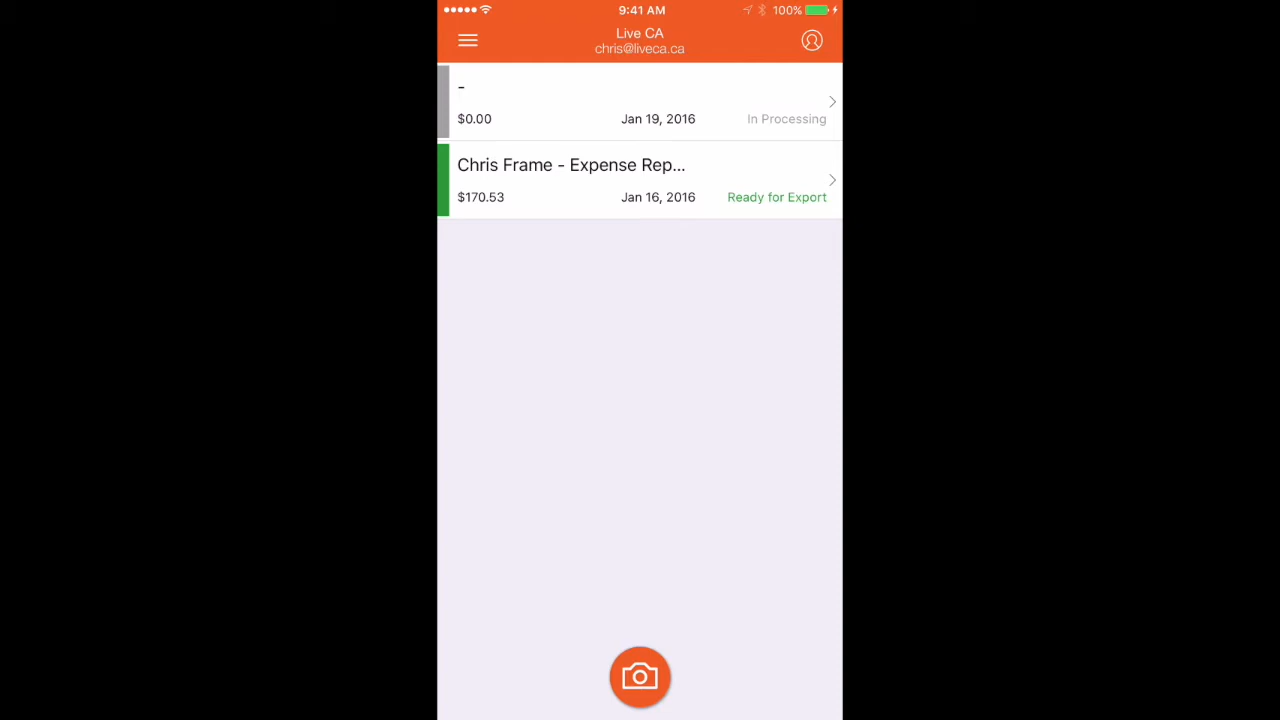 9:41 AM
100%
Live CA
chris@liveca.ca
-
$0.00 Jan 19, 2016 In Processing
Chris Frame - Expense Rep...
$170.53 Jan 16, 2016 Ready for Export